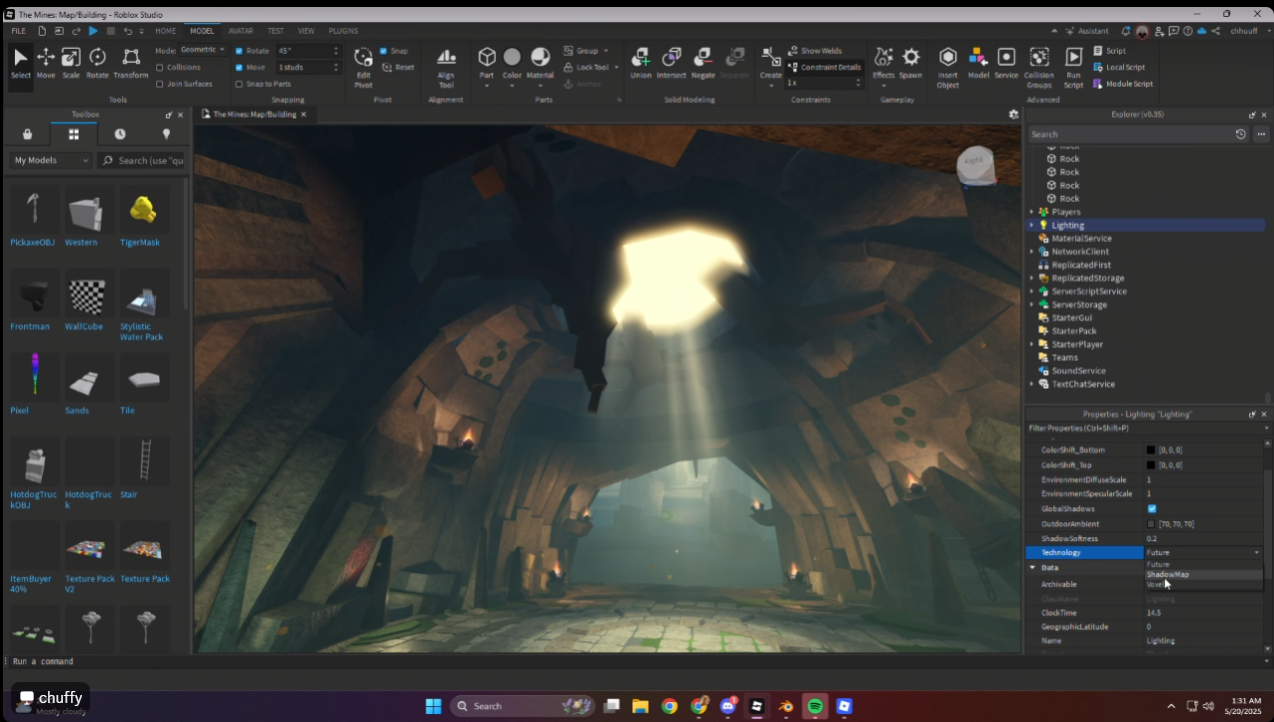 The Mines: Map/Building - Roblox Studio
FILE HOME MODEL AVATAR TEST VIEW PLUGINS Assistant chhuff
Select Move Scale Rotate Transform
Mode: Geometric
Collisions
Join Surfaces
Tools
Rotate 45°
Move 1 studs
Snap to Parts
Snapping
Edit Pivot
Snap
Reset
Pivot
Align Tool
Alignment
Part Color Material
Group
Lock Tool
Anchor
Parts
Union Intersect Negate Separate
Solid Modeling
Create
Show Welds
Constraint Details
1x
Constraints
Effects Spawn
Gameplay
Insert Object
Model Service
Collision Groups
Run Script
Script
Local Script
Module Script
Advanced
Toolbox
My Models
Search (use "qu
PickaxeOBJ Western TigerMask
Frontman WallCube Stylistic Water Pack
Pixel Sands Tile
HotdogTruckOBJ HotdogTruck Stair
ItemBuyer 40% Texture Pack V2 Texture Pack
The Mines: Map/Building
Right
Explorer (v0.35)
Search
Rock
Rock
Rock
Rock
Rock
Players
Lighting
MaterialService
NetworkClient
ReplicatedFirst
ReplicatedStorage
ServerScriptService
ServerStorage
StarterGui
StarterPack
StarterPlayer
Teams
SoundService
TextChatService
Properties - Lighting "Lighting"
Filter Properties (Ctrl+Shift+P)
ColorShift_Bottom [0, 0, 0]
ColorShift_Top [0, 0, 0]
EnvironmentDiffuseScale 1
EnvironmentSpecularScale 1
GlobalShadows
OutdoorAmbient [70, 70, 70]
ShadowSoftness 0.2
Technology Future
Future
Data ShadowMap
Archivable Voxel
ClassName Lighting
ClockTime 14.5
GeographicLatitude 0
Name Lighting
Run a command
chuffy
Mostly cloudy
Search
1:31 AM
5/20/2025